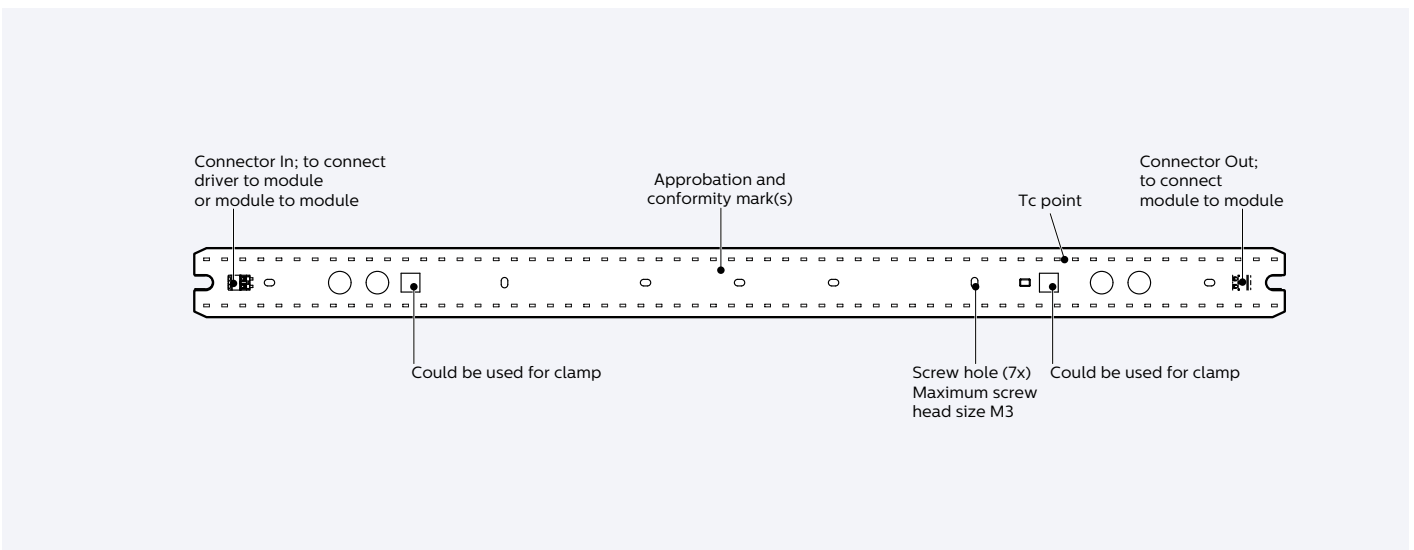 Connector In; to connect
driver to module
or module to module
Approbation and
conformity mark(s)
Tc point
Connector Out;
to connect
module to module
Could be used for clamp
Screw hole (7x)
Maximum screw
head size M3
Could be used for clamp